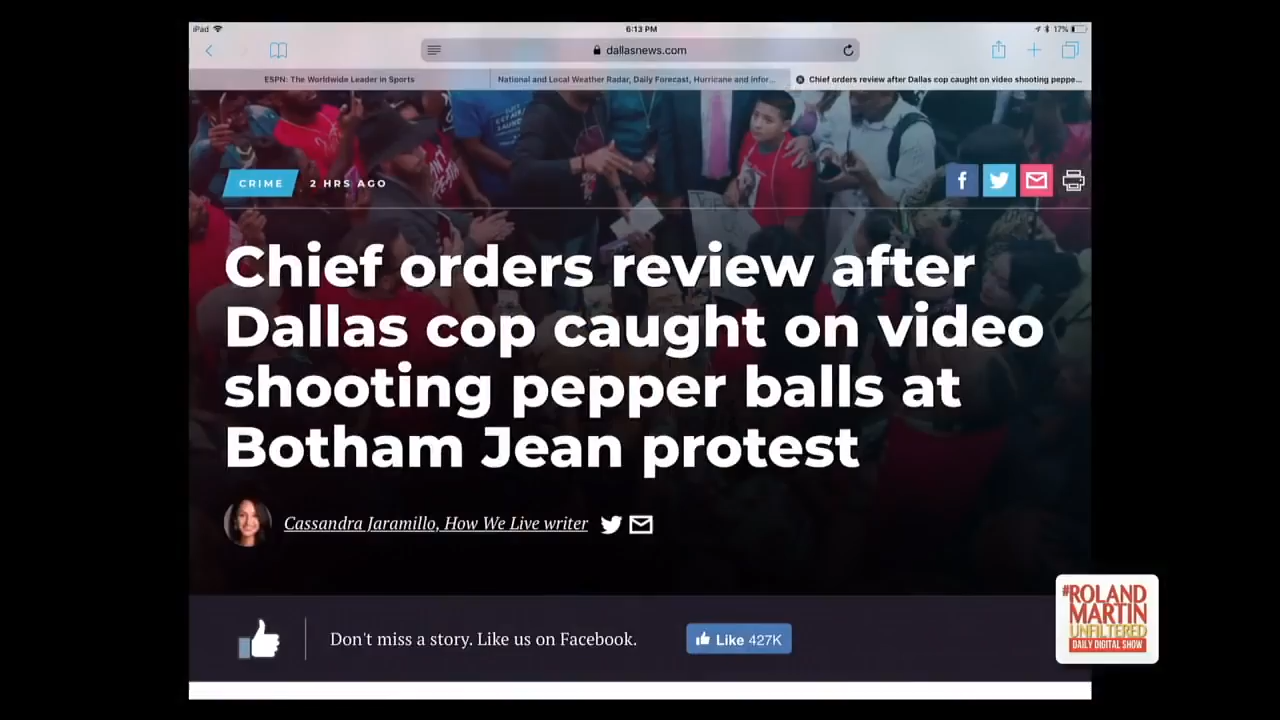 iPad
6:13 PM
17%
dallasnews.com
ESPN: The Worldwide Leader in Sports
National and Local Weather Radar, Daily Forecast, Hurricane and infor...
Chief orders review after Dallas cop caught on video shooting peppe...
CRIME
2 HRS AGO
Chief orders review after
Dallas cop caught on video
shooting pepper balls at
Botham Jean protest
Cassandra Jaramillo, How We Live writer
Don't miss a story. Like us on Facebook.
Like 427K
#ROLAND
MARTIN
UNFILTERED
DAILY DIGITAL SHOW